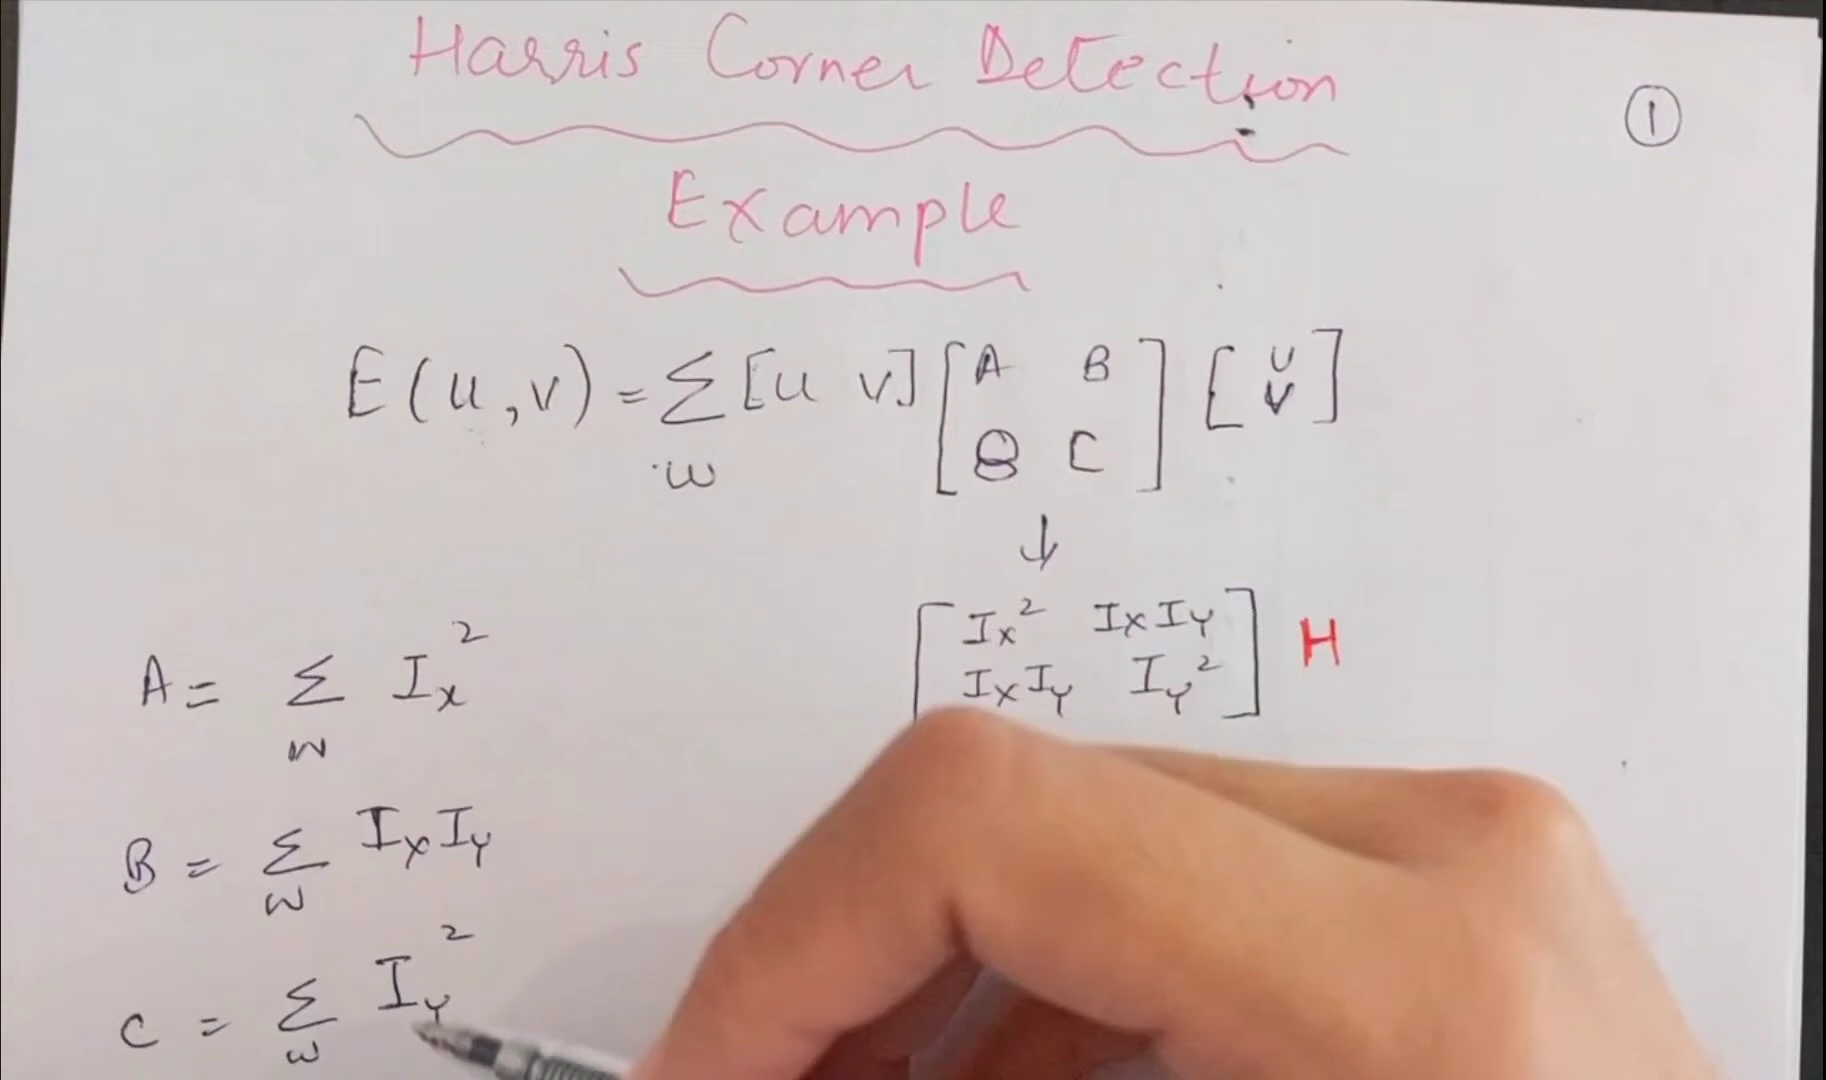 Harris Corner Detection
①
Example
E(u,v) = Σ [u v] [A B] [u]
w [B C] [v]
↓
[Ix² IxIy] H
[IxIy Iy²]
A = Σ Ix²
w
B = Σ IxIy
w
C = Σ Iy²
w